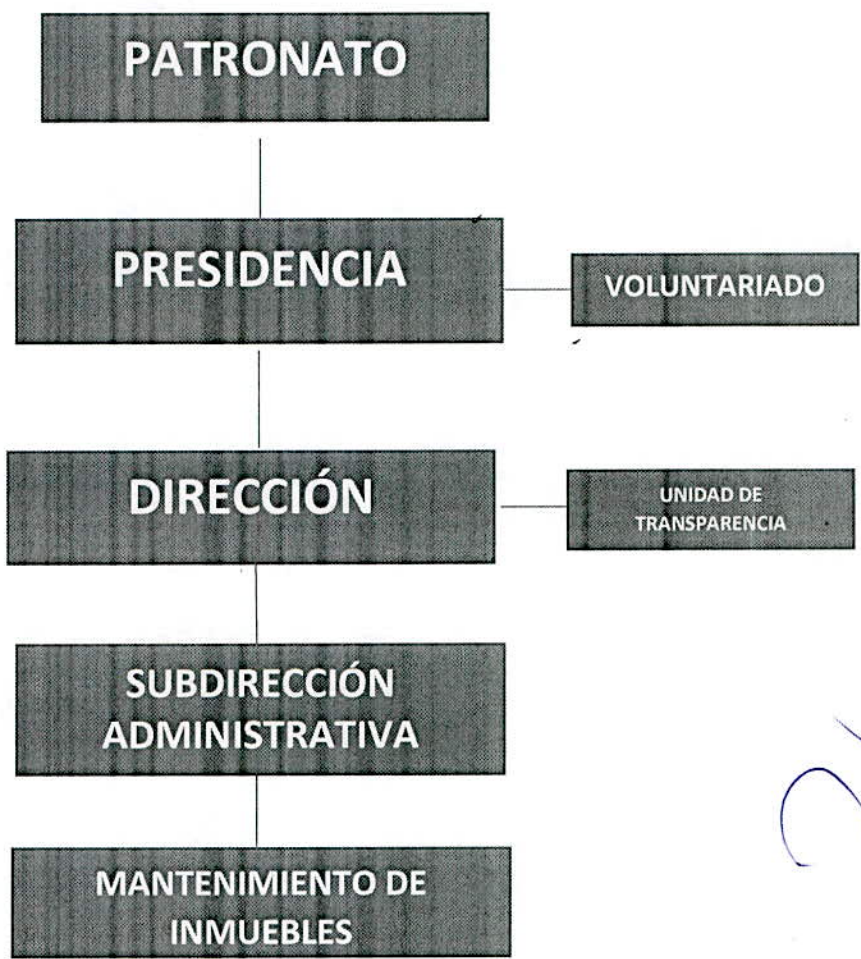 PATRONATO
PRESIDENCIA
VOLUNTARIADO
DIRECCIÓN
UNIDAD DE
TRANSPARENCIA
SUBDIRECCIÓN
ADMINISTRATIVA
MANTENIMIENTO DE
INMUEBLES